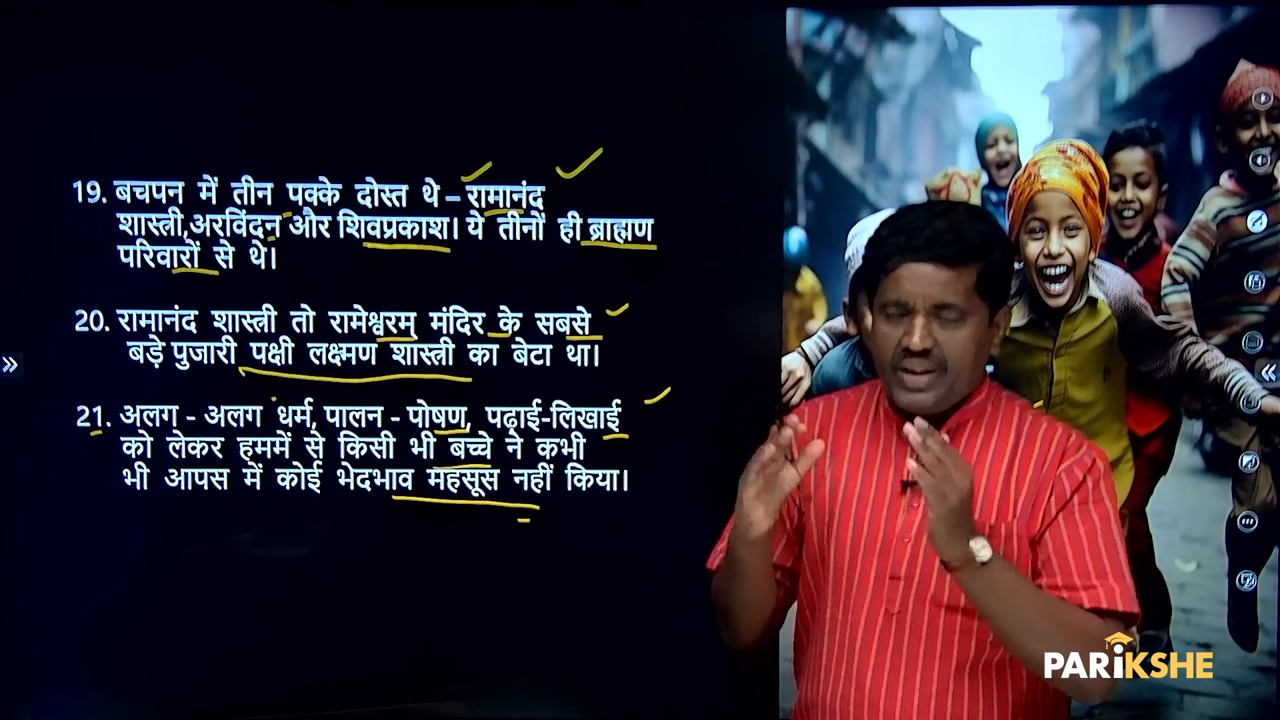 19. बचपन में तीन पक्के दोस्त थे – रामानंद
शास्त्री,अरविंदन और शिवप्रकाश। ये तीनों ही ब्राह्मण
परिवारों से थे।
20. रामानंद शास्त्री तो रामेश्वरम् मंदिर के सबसे
बड़े पुजारी पक्षी लक्ष्मण शास्त्री का बेटा था।
21. अलग - अलग धर्म, पालन - पोषण, पढ़ाई-लिखाई
को लेकर हममें से किसी भी बच्चे ने कभी
भी आपस में कोई भेदभाव महसूस नहीं किया।
PARIKSHE